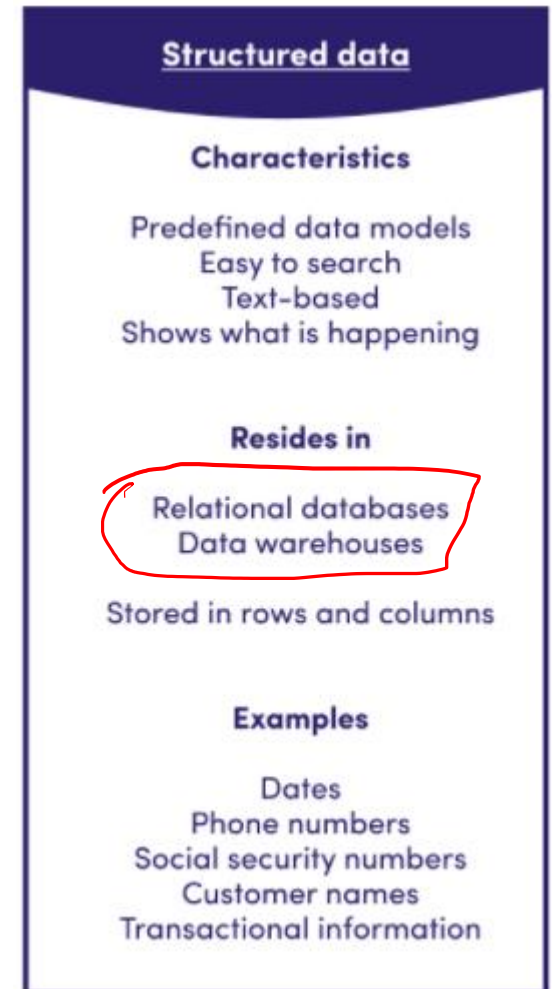 Structured data
Characteristics
Predefined data models
Easy to search
Text-based
Shows what is happening
Resides in
Relational databases
Data warehouses
Stored in rows and columns
Examples
Dates
Phone numbers
Social security numbers
Customer names
Transactional information